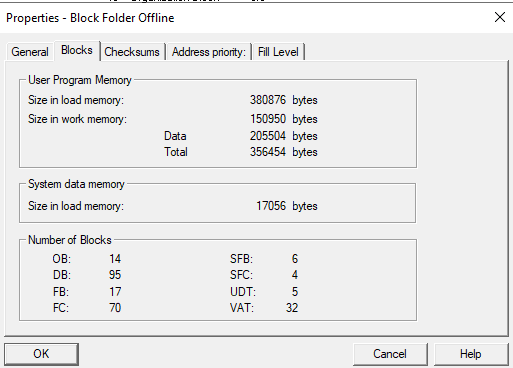 Properties - Block Folder Offline
General Blocks Checksums Address priority: Fill Level
User Program Memory
Size in load memory: 380876 bytes
Size in work memory: 150950 bytes
Data 205504 bytes
Total 356454 bytes
System data memory
Size in load memory: 17056 bytes
Number of Blocks
OB: 14 SFB: 6
DB: 95 SFC: 4
FB: 17 UDT: 5
FC: 70 VAT: 32
OK Cancel Help